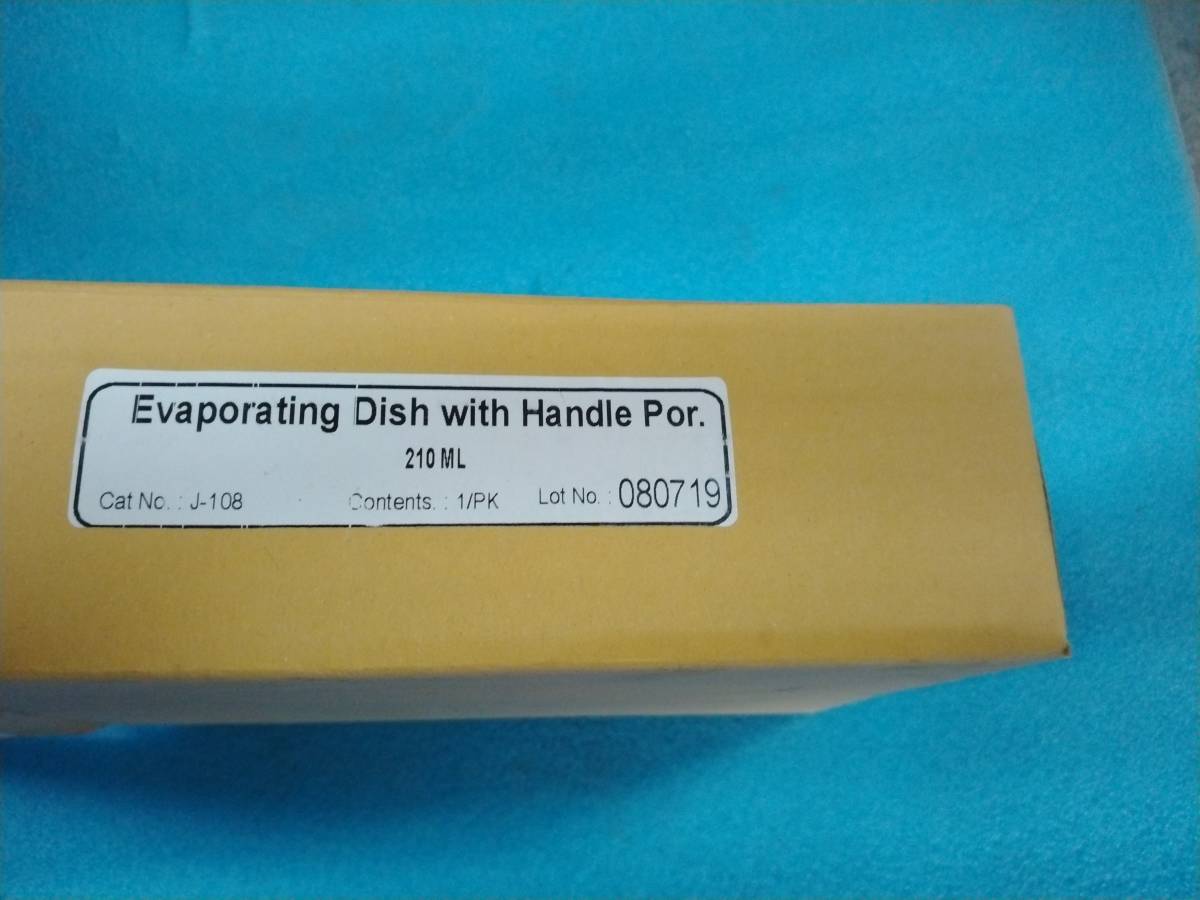 Evaporating Dish with Handle Por.
210 ML
Cat No. : J-108 Contents. : 1/PK Lot No. : 080719